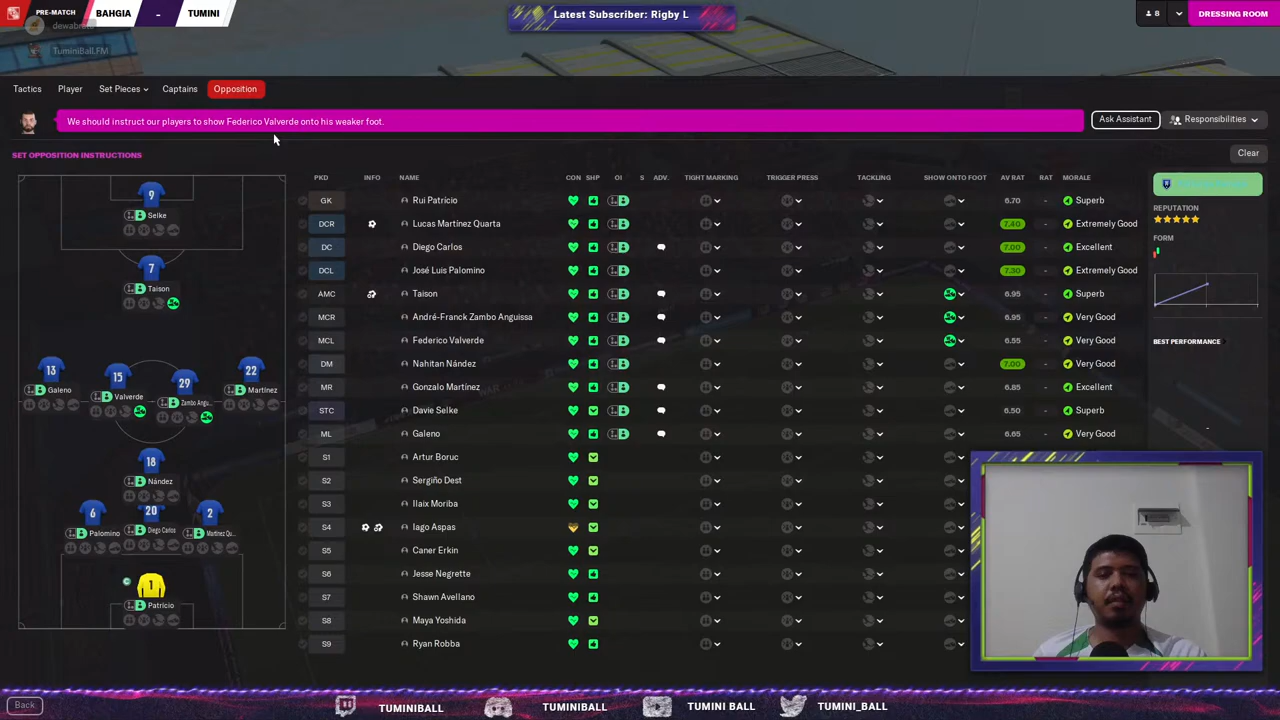 PRE-MATCH BAHGIA - TUMINI
Latest Subscriber: Rigby L
8 DRESSING ROOM
TuminiBall.FM
Tactics Player Set Pieces Captains Opposition
We should instruct our players to show Federico Valverde onto his weaker foot.
Ask Assistant Responsibilities
SET OPPOSITION INSTRUCTIONS
Clear
9
Selke
7
Taison
13
Galeno
15
Valverde
29
Zambo Angu...
22
Martínez
18
Nández
6
Palomino
20
Diego Carlos
2
Martínez Qu...
1
Patrício
PKD INFO NAME CON SHP OI S ADV. TIGHT MARKING TRIGGER PRESS TACKLING SHOW ONTO FOOT AV RAT RAT MORALE
GK Rui Patrício 6.70 Superb
DCR Lucas Martínez Quarta 7.40 Extremely Good
DC Diego Carlos 7.00 Excellent
DCL José Luis Palomino 7.30 Extremely Good
AMC Taison 6.95 - Superb
MCR André-Franck Zambo Anguissa 6.95 - Very Good
MCL Federico Valverde 6.55 - Very Good
DM Nahitan Nández 7.00 - Very Good
MR Gonzalo Martínez 6.85 - Excellent
STC Davie Selke 6.50 - Superb
ML Galeno 6.65 - Very Good
S1 Artur Boruc
S2 Sergiño Dest
S3 Ilaix Moriba
S4 Iago Aspas
S5 Caner Erkin
S6 Jesse Negrette
S7 Shawn Avellano
S8 Maya Yoshida
S9 Ryan Robba
REPUTATION
FORM
BEST PERFORMANCE
-
Back
TUMINIBALL TUMINIBALL TUMINI BALL TUMINI_BALL